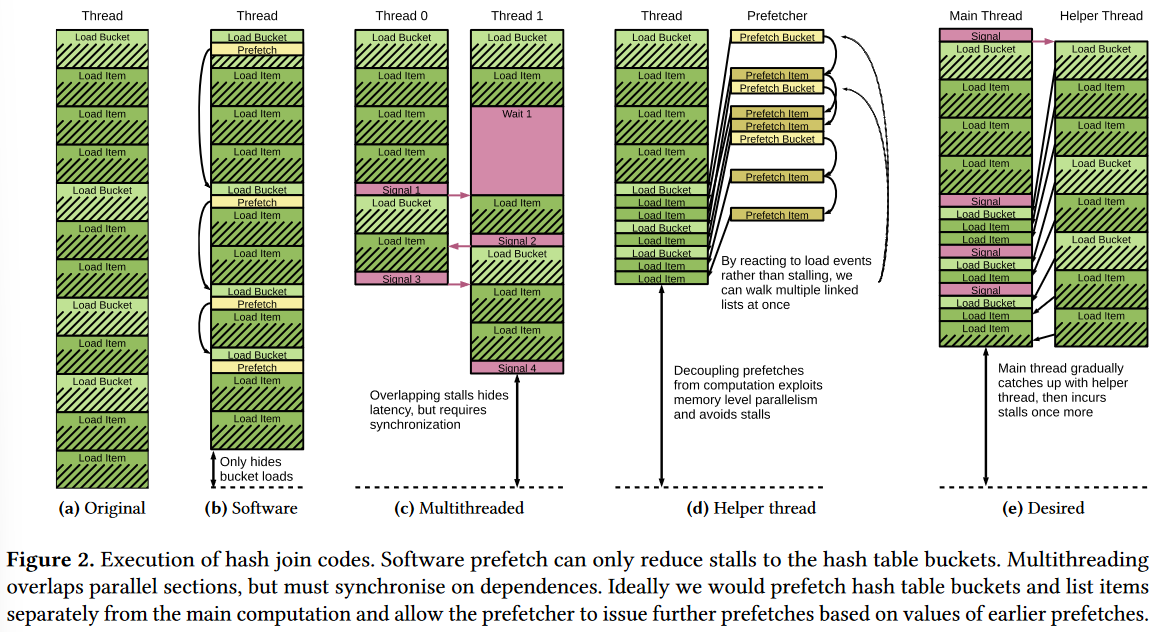 Thread
Load Bucket
Load Item
Load Item
Load Item
Load Bucket
Load Item
Load Item
Load Bucket
Load Item
Load Bucket
Load Item
Load Item
(a) Original
Thread
Load Bucket
Prefetch
Load Item
Load Item
Load Item
Load Bucket
Prefetch
Load Item
Load Item
Load Bucket
Prefetch
Load Item
Load Bucket
Prefetch
Load Item
Load Item
Only hides
bucket loads
(b) Software
Thread 0
Load Bucket
Load Item
Load Item
Load Item
Signal 1
Load Bucket
Load Item
Signal 3
Thread 1
Load Bucket
Load Item
Wait 1
Load Item
Signal 2
Load Bucket
Load Item
Load Item
Signal 4
Overlapping stalls hides
latency, but requires
synchronization
(c) Multithreaded
Thread
Load Bucket
Load Item
Load Item
Load Item
Load Bucket
Load Item
Load Item
Load Bucket
Load Item
Load Bucket
Load Item
Load Item
Prefetcher
Prefetch Bucket
Prefetch Item
Prefetch Bucket
Prefetch Item
Prefetch Item
Prefetch Bucket
Prefetch Item
Prefetch Item
By reacting to load events
rather than stalling, we
can walk multiple linked
lists at once
Decoupling prefetches
from computation exploits
memory level parallelism
and avoids stalls
(d) Helper thread
Main Thread
Signal
Load Bucket
Load Item
Load Item
Load Item
Signal
Load Bucket
Load Item
Load Item
Signal
Load Bucket
Load Item
Signal
Load Bucket
Load Item
Load Item
Helper Thread
Load Bucket
Load Item
Load Item
Load Bucket
Load Item
Load Bucket
Load Item
Load Item
Main thread gradually
catches up with helper
thread, then incurs
stalls once more
(e) Desired
Figure 2. Execution of hash join codes. Software prefetch can only reduce stalls to the hash table buckets. Multithreading
overlaps parallel sections, but must synchronise on dependences. Ideally we would prefetch hash table buckets and list items
separately from the main computation and allow the prefetcher to issue further prefetches based on values of earlier prefetches.